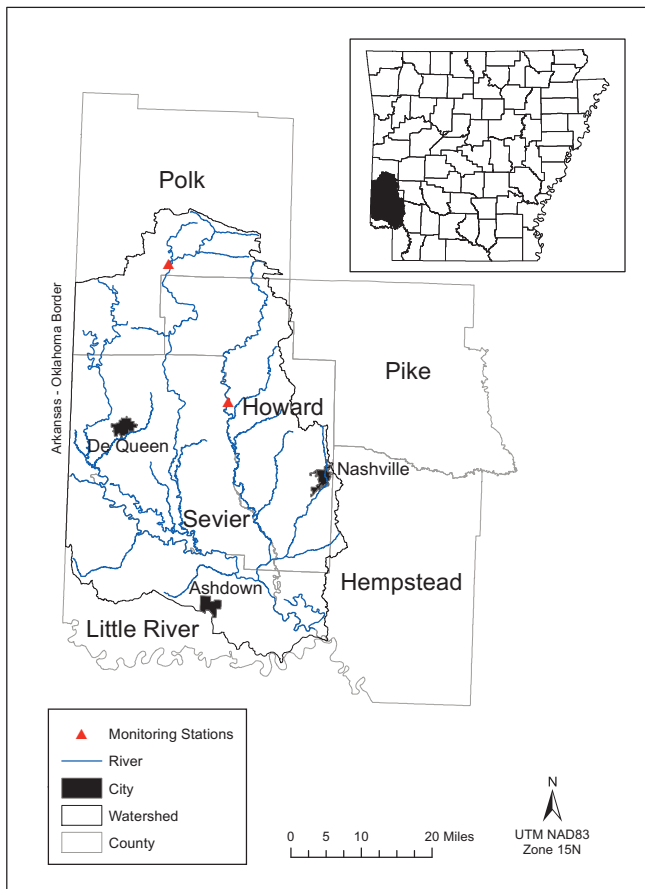 Polk
Arkansas - Oklahoma Border
Pike
Howard
De Queen
Nashville
Sevier
Hempstead
Ashdown
Little River
Monitoring Stations
River
City
Watershed
County
0 5 10 20 Miles
N
UTM NAD83
Zone 15N